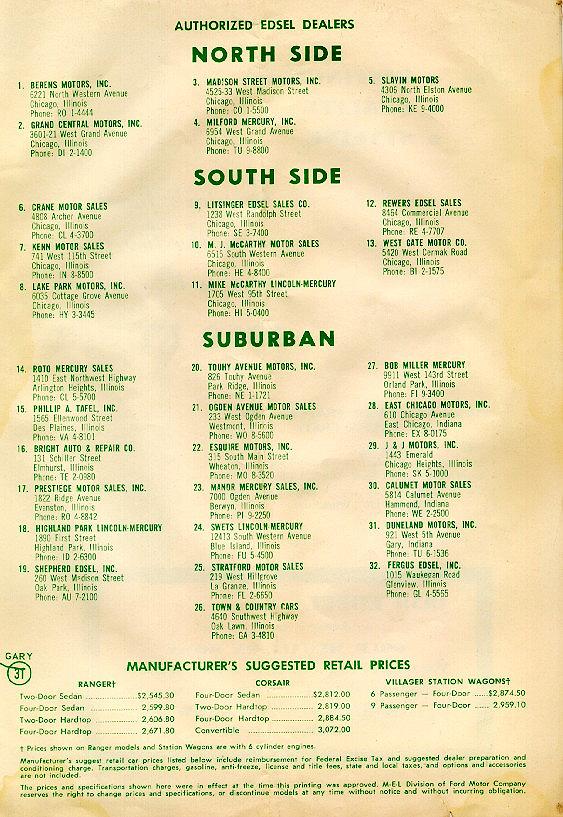 AUTHORIZED EDSEL DEALERS
NORTH SIDE
1. BERENS MOTORS, INC.
6221 North Western Avenue
Chicago, Illinois
Phone: RO 1-4444
2. GRAND CENTRAL MOTORS, INC.
3601-21 West Grand Avenue
Chicago, Illinois
Phone: DI 2-1400
3. MADISON STREET MOTORS, INC.
4525-33 West Madison Street
Chicago, Illinois
Phone: CO 1-5500
4. MILFORD MERCURY, INC.
6954 West Grand Avenue
Chicago, Illinois
Phone: TU 9-8800
5. SLAVIN MOTORS
4306 North Elston Avenue
Chicago, Illinois
Phone: KE 9-4000
SOUTH SIDE
6. CRANE MOTOR SALES
4808 Archer Avenue
Chicago, Illinois
Phone: CL 4-3700
7. KENN MOTOR SALES
741 West 115th Street
Chicago, Illinois
Phone: IN 8-8500
8. LAKE PARK MOTORS, INC.
6035 Cottage Grove Avenue
Chicago, Illinois
Phone: HY 3-3445
9. LITSINGER EDSEL SALES CO.
1238 West Randolph Street
Chicago, Illinois
Phone: SE 3-7400
10. M. J. McCARTHY MOTOR SALES
6515 South Western Avenue
Chicago, Illinois
Phone: HE 4-8400
11. MIKE McCARTHY LINCOLN-MERCURY
1705 West 95th Street
Chicago, Illinois
Phone: HI 5-0400
12. REWERS EDSEL SALES
8464 Commercial Avenue
Chicago, Illinois
Phone: RE 4-7707
13. WEST GATE MOTOR CO.
5420 West Cermak Road
Chicago, Illinois
Phone: BI 2-1575
SUBURBAN
14. ROTO MERCURY SALES
1410 East Northwest Highway
Arlington Heights, Illinois
Phone: CL 5-5700
15. PHILLIP A. TAFEL, INC.
1565 Ellenwood Street
Des Plaines, Illinois
Phone: VA 4-8101
16. BRIGHT AUTO & REPAIR CO.
131 Schiller Street
Elmhurst, Illinois
Phone: TE 2-0980
17. PRESTIEGE MOTOR SALES, INC.
1822 Ridge Avenue
Evanston, Illinois
Phone: RO 4-8842
18. HIGHLAND PARK LINCOLN-MERCURY
1890 First Street
Highland Park, Illinois
Phone: ID 2-6300
19. SHEPHERD EDSEL, INC.
260 West Madison Street
Oak Park, Illinois
Phone: AU 7-2100
20. TOUHY AVENUE MOTORS, INC.
826 Touhy Avenue
Park Ridge, Illinois
Phone: NE 1-1721
21. OGDEN AVENUE MOTOR SALES
233 West Ogden Avenue
Westmont, Illinois
Phone: WO 8-5600
22. ESQUIRE MOTORS, INC.
315 South Main Street
Wheaton, Illinois
Phone: MO 8-3520
23. MANOR MERCURY SALES, INC.
7000 Ogden Avenue
Berwyn, Illinois
Phone: PI 9-2250
24. SWETS LINCOLN-MERCURY
12413 South Western Avenue
Blue Island, Illinois
Phone: FU 5-4500
25. STRATFORD MOTOR SALES
219 West Hillgrove
La Grange, Illinois
Phone: FL 2-6650
26. TOWN & COUNTRY CARS
4640 Southwest Highway
Oak Lawn, Illinois
Phone: GA 3-4810
27. BOB MILLER MERCURY
9911 West 143rd Street
Orland Park, Illinois
Phone: FI 9-3400
28. EAST CHICAGO MOTORS, INC.
610 Chicago Avenue
East Chicago, Indiana
Phone: EX 8-0175
29. J & J MOTORS, INC.
1443 Emerald
Chicago Heights, Illinois
Phone: SK 5-3000
30. CALUMET MOTOR SALES
5814 Calumet Avenue
Hammond, Indiana
Phone: WE 2-2500
31. DUNELAND MOTORS, INC.
921 West 5th Avenue
Gary, Indiana
Phone: TU 6-1536
32. FERGUS EDSEL, INC.
1015 Waukegan Road
Glenview, Illinois
Phone: GL 4-5565
GARY
31
MANUFACTURER'S SUGGESTED RETAIL PRICES
RANGER†
Two-Door Sedan ........ $2,545.30
Four-Door Sedan ........ 2,599.80
Two-Door Hardtop ........ 2,606.80
Four-Door Hardtop ........ 2,671.80
CORSAIR
Four-Door Sedan ........ $2,812.00
Two-Door Hardtop ........ 2,819.00
Four-Door Hardtop ........ 2,884.50
Convertible ........ 3,072.00
VILLAGER STATION WAGONS†
6 Passenger — Four-Door ..... $2,874.50
9 Passenger — Four-Door ..... 2,959.10
† Prices shown on Ranger models and Station Wagons are with 6 cylinder engines.
Manufacturer's suggest retail car prices listed below include reimbursement for Federal Excise Tax and suggested dealer preparation and
conditioning charge. Transportation charges, gasoline, anti-freeze, license and title fees, state and local taxes, and options and accessories
are not included.
The prices and specifications shown here were in effect at the time this printing was approved. M-E-L Division of Ford Motor Company
reserves the right to change prices and specifications, or discontinue models at any time without notice and without incurring obligation.